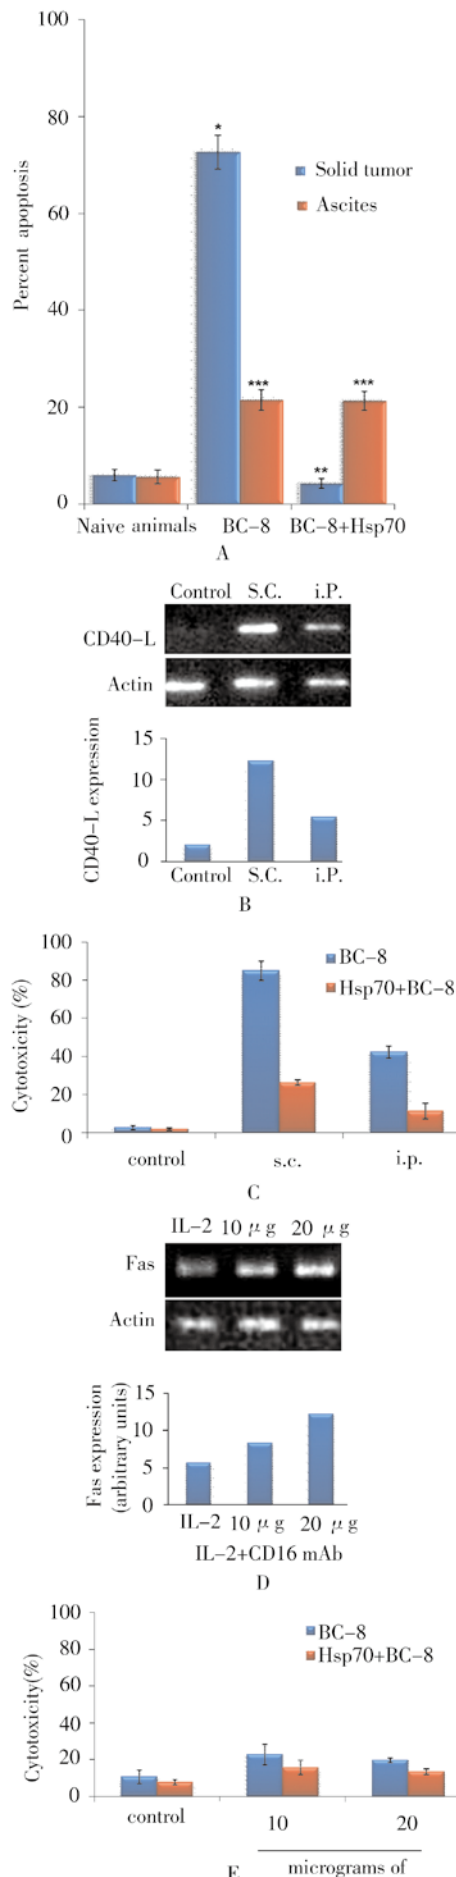 100
80
60
40
20
0
Percent apoptosis
*
***
**
***
Solid tumor
Ascites
Naive animals BC-8 BC-8+Hsp70
A
Control S.C. i.P.
CD40-L
Actin
15
10
5
0
CD40-L expression
Control S.C. i.P.
B
100
80
60
40
20
0
Cytotoxicity (%)
BC-8
Hsp70+BC-8
control s.c. i.p.
C
IL-2 10 μg 20 μg
Fas
Actin
15
10
5
0
Fas expression
(arbitrary units)
IL-2 10 μg 20 μg
IL-2+CD16 mAb
D
100
80
60
40
20
0
Cytotoxicity(%)
BC-8
Hsp70+BC-8
control 10 20
micrograms of